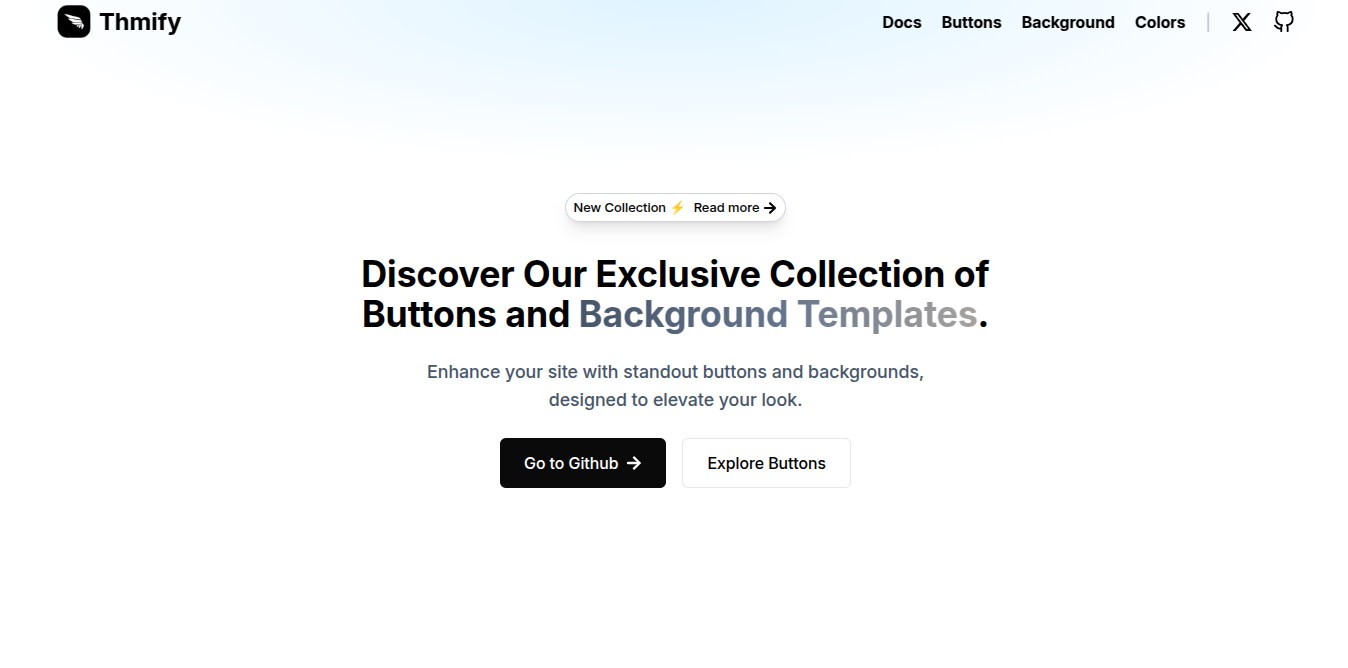 Thmify
Docs Buttons Background Colors
New Collection ⚡ Read more →
Discover Our Exclusive Collection of
Buttons and Background Templates.
Enhance your site with standout buttons and backgrounds,
designed to elevate your look.
Go to Github →
Explore Buttons